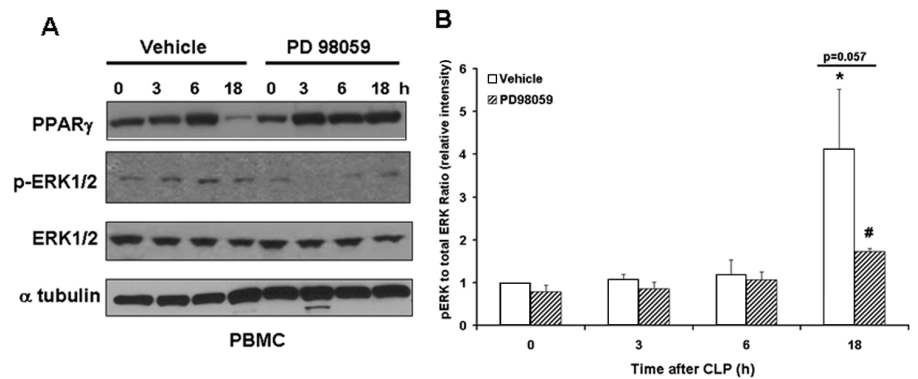 A
Vehicle PD 98059
0 3 6 18 0 3 6 18 h
PPARγ
p-ERK1/2
ERK1/2
α tubulin
PBMC
B
pERK to total ERK Ratio (relative intensity)
6
5
4
3
2
1
0
Vehicle
PD98059
p=0.057
*
#
0 3 6 18
Time after CLP (h)